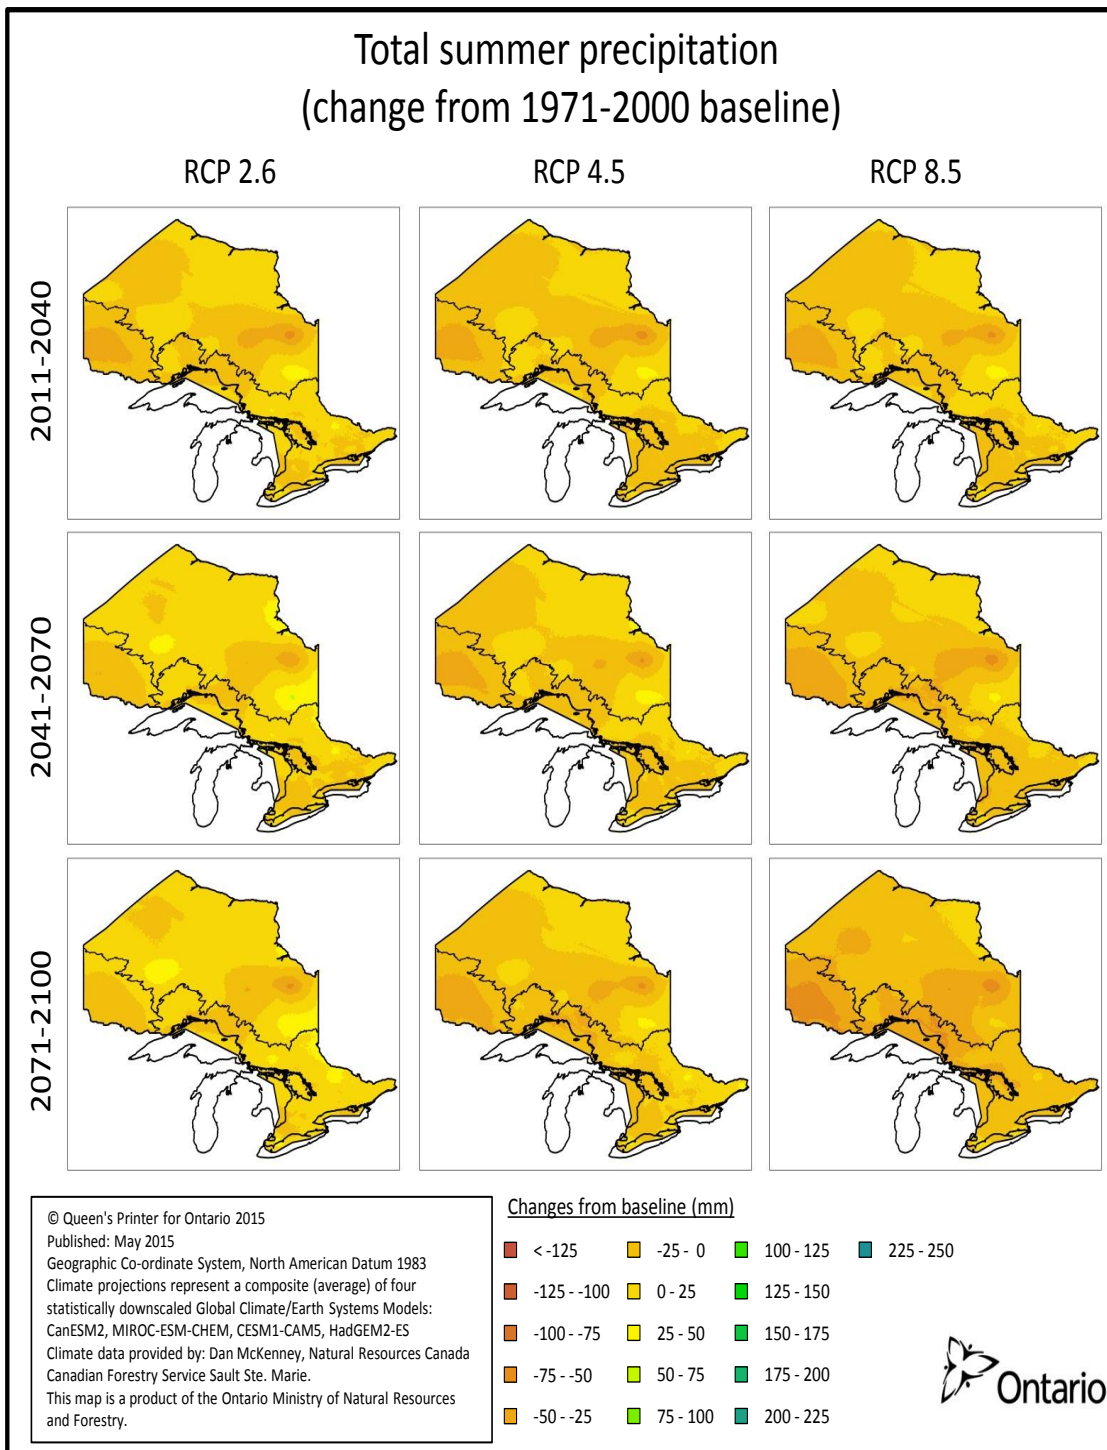 Total summer precipitation
(change from 1971-2000 baseline)
RCP 2.6
RCP 4.5
RCP 8.5
2011-2040
2041-2070
2071-2100
© Queen's Printer for Ontario 2015
Published: May 2015
Geographic Co-ordinate System, North American Datum 1983
Climate projections represent a composite (average) of four
statistically downscaled Global Climate/Earth Systems Models:
CanESM2, MIROC-ESM-CHEM, CESM1-CAM5, HadGEM2-ES
Climate data provided by: Dan McKenney, Natural Resources Canada
Canadian Forestry Service Sault Ste. Marie.
This map is a product of the Ontario Ministry of Natural Resources
and Forestry.
Changes from baseline (mm)
< -125
-125 - -100
-100 - -75
-75 - -50
-50 - -25
-25 - 0
0 - 25
25 - 50
50 - 75
75 - 100
100 - 125
125 - 150
150 - 175
175 - 200
200 - 225
225 - 250
Ontario